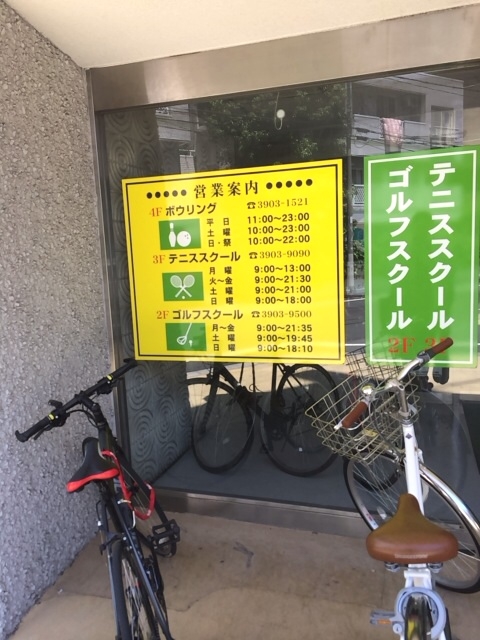 ●●●●● 営業案内 ●●●●●
4F ボウリング ☎3903-1521
平日 11:00〜23:00
土曜 10:00〜23:00
日・祭 10:00〜22:00
3F テニススクール ☎3903-9090
月曜 9:00〜13:00
火〜金 9:00〜21:30
土曜 9:00〜21:00
日曜 9:00〜18:00
2F ゴルフスクール ☎3903-9500
月〜金 9:00〜21:35
土曜 9:00〜19:45
日曜 9:00〜18:10
テニススクール 3F
ゴルフスクール 2F